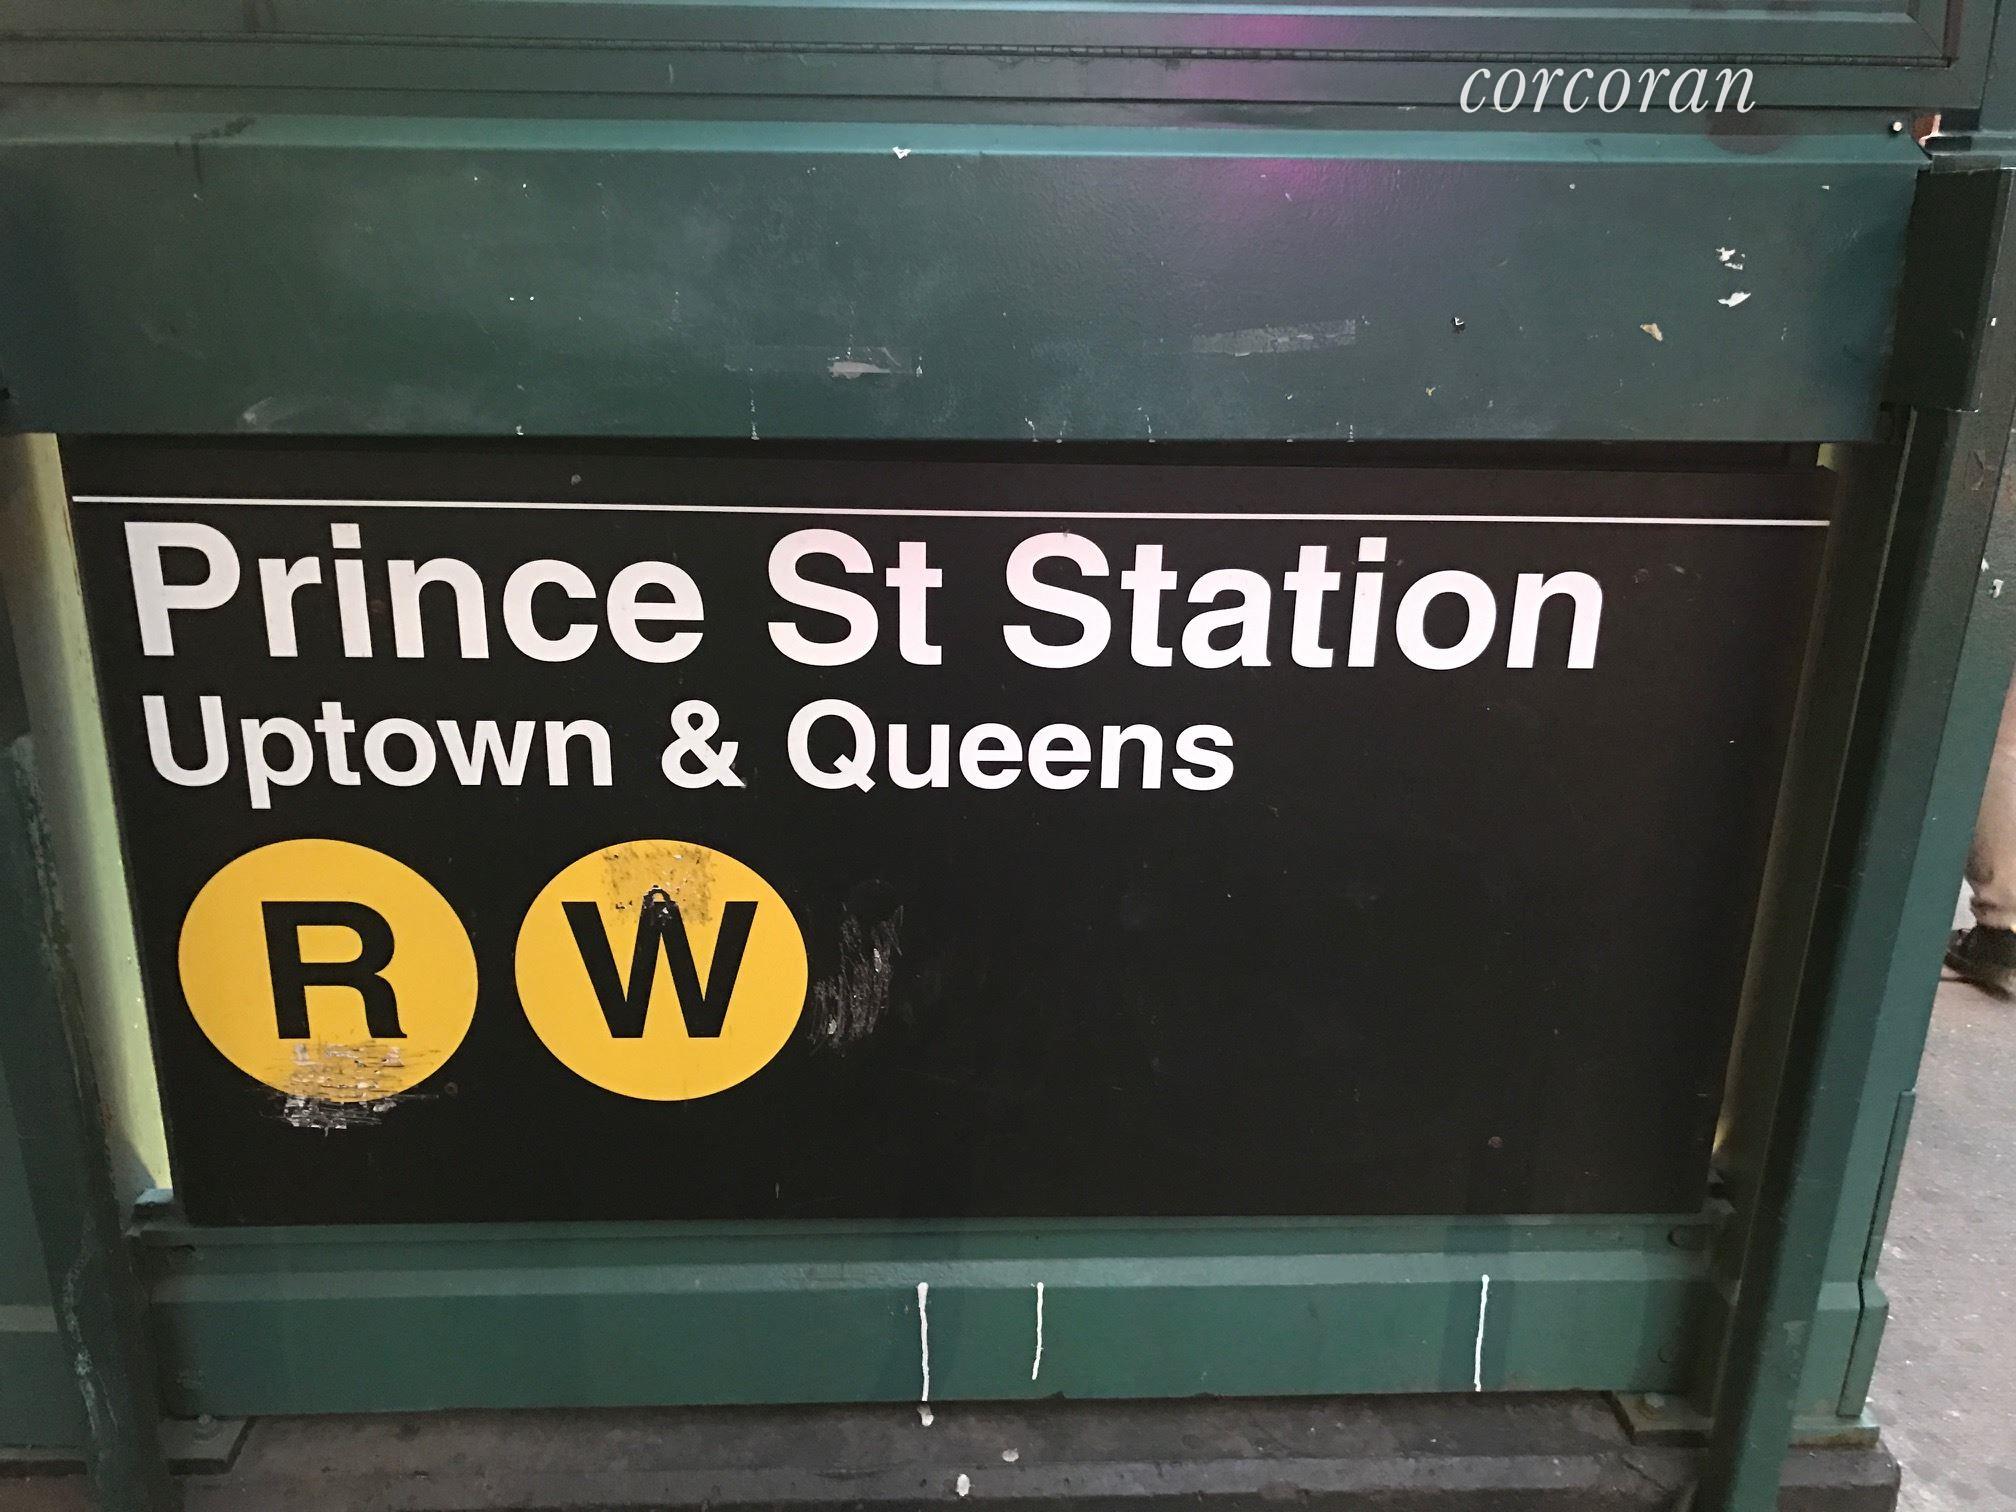 corcoran
Prince St Station
Uptown & Queens
R W